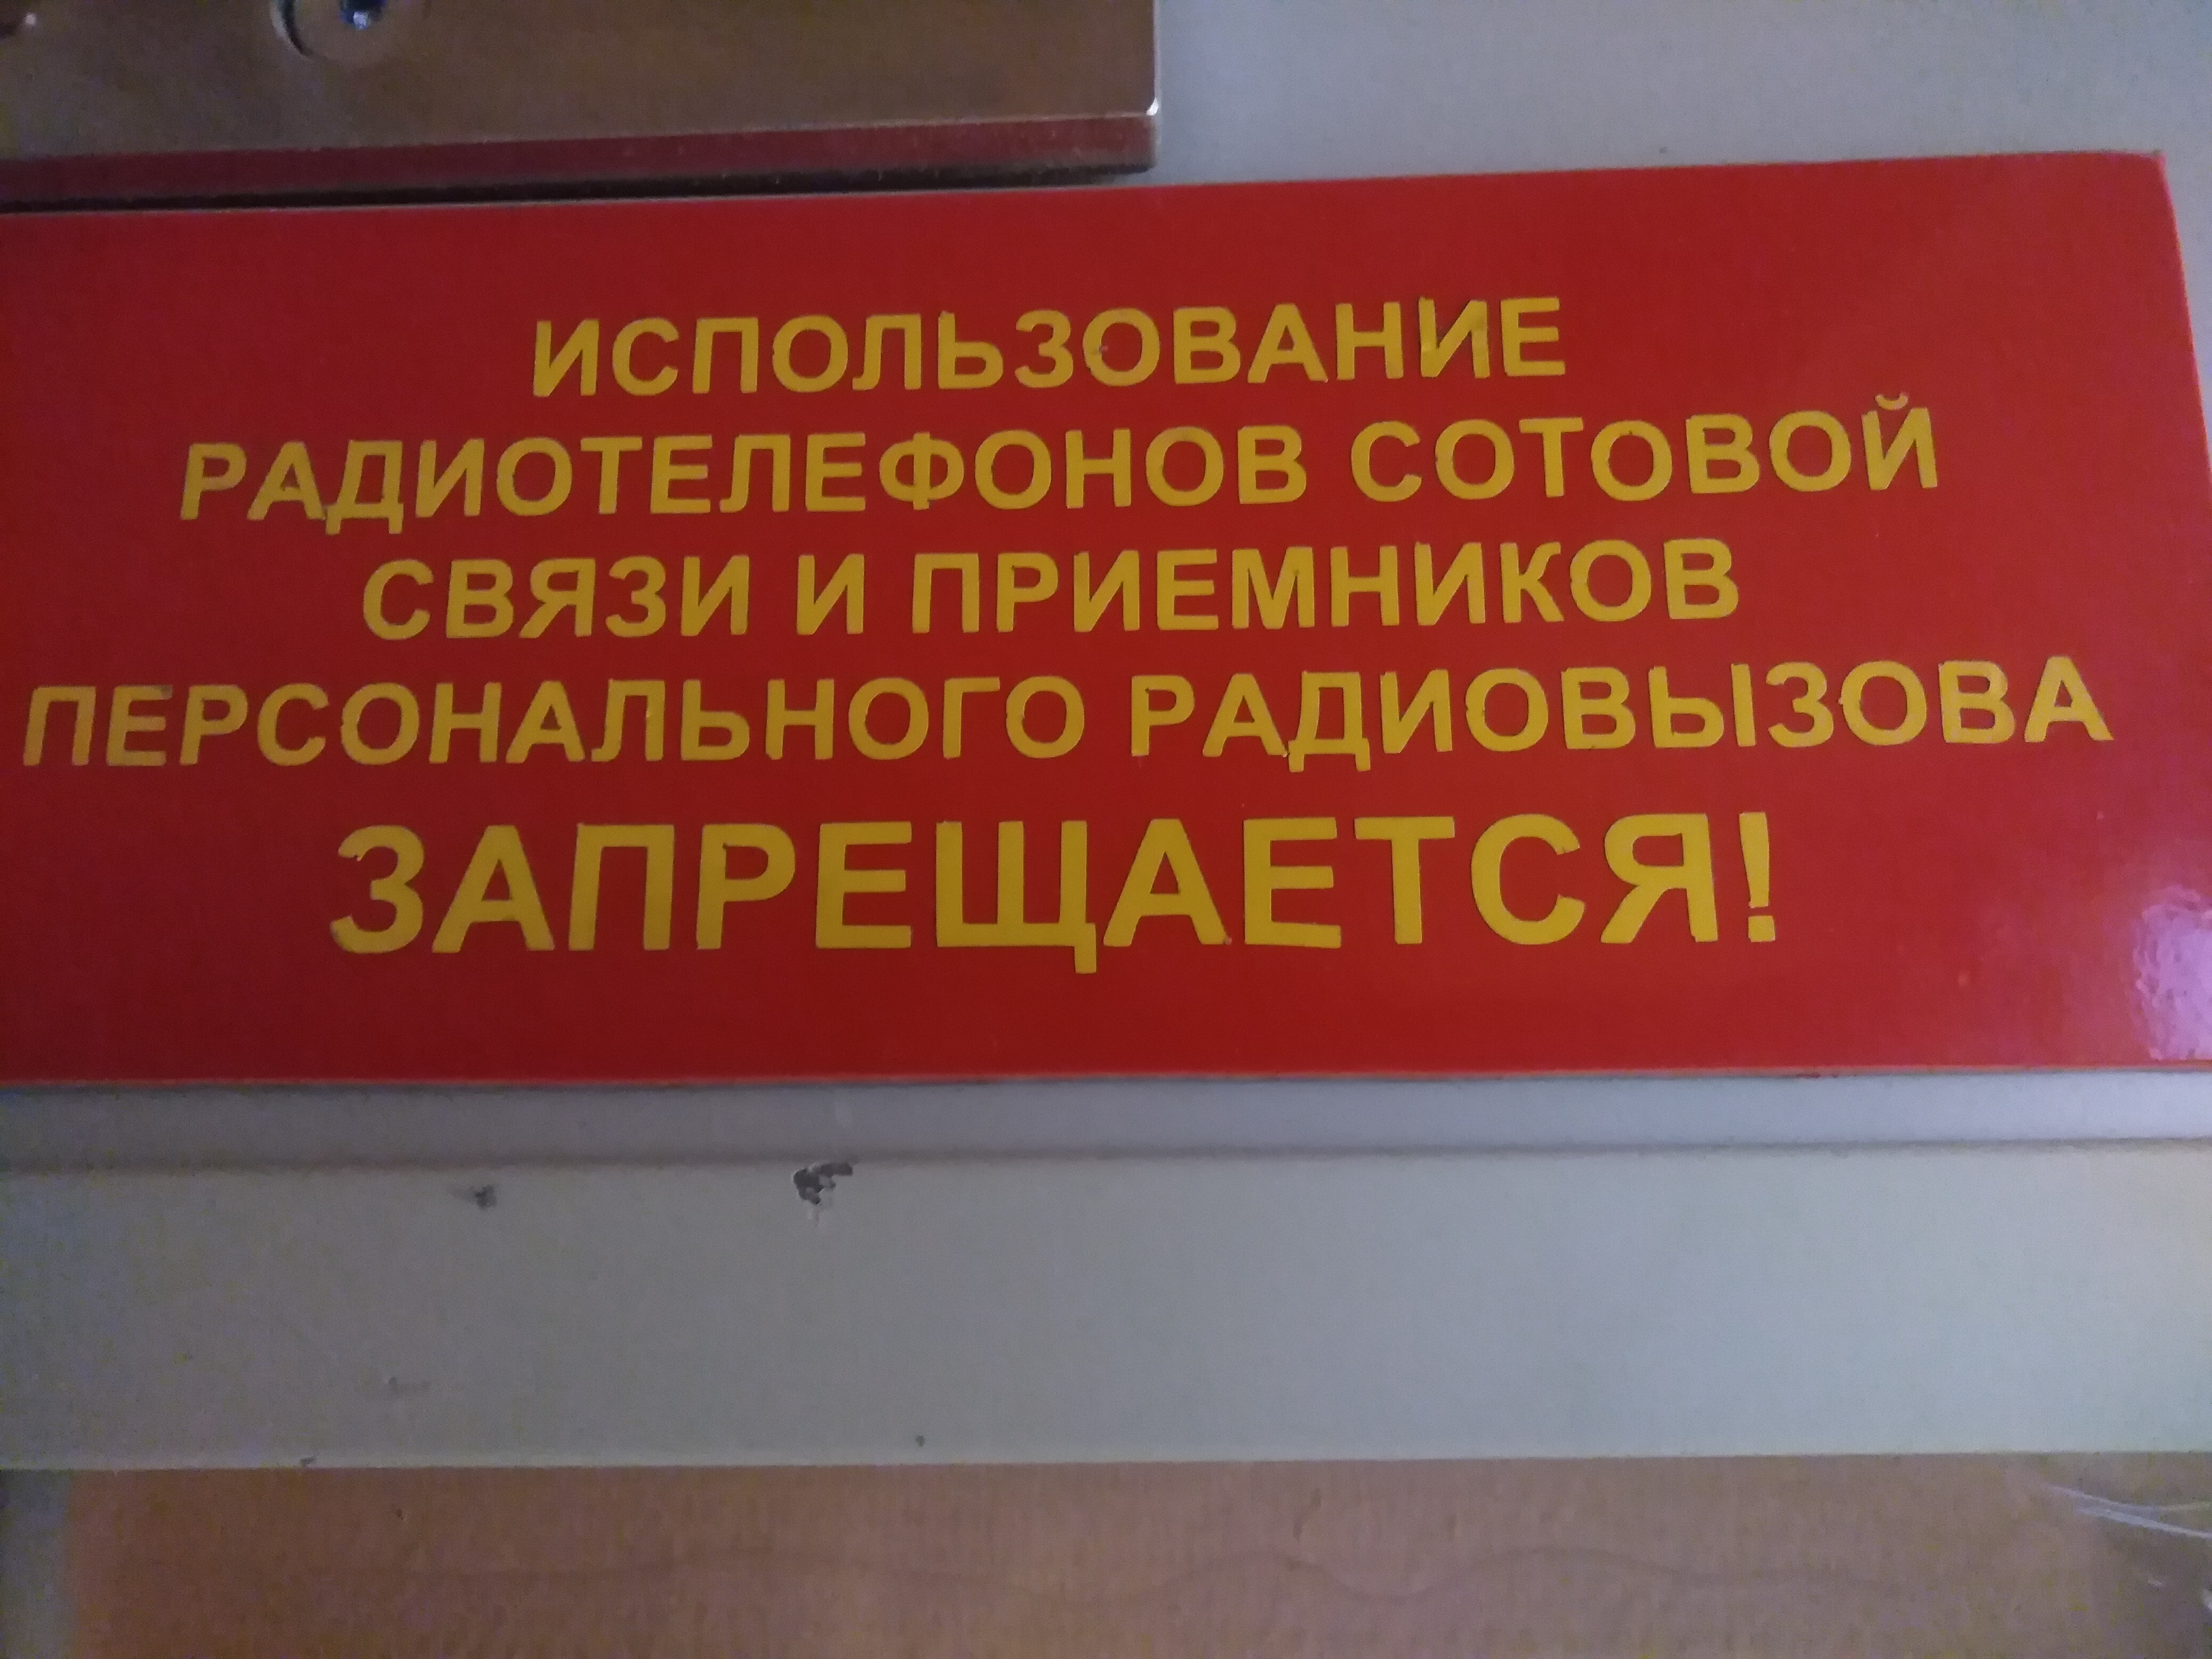 ИСПОЛЬЗОВАНИЕ
РАДИОТЕЛЕФОНОВ СОТОВОЙ
СВЯЗИ И ПРИЕМНИКОВ
ПЕРСОНАЛЬНОГО РАДИОВЫЗОВА
ЗАПРЕЩАЕТСЯ!